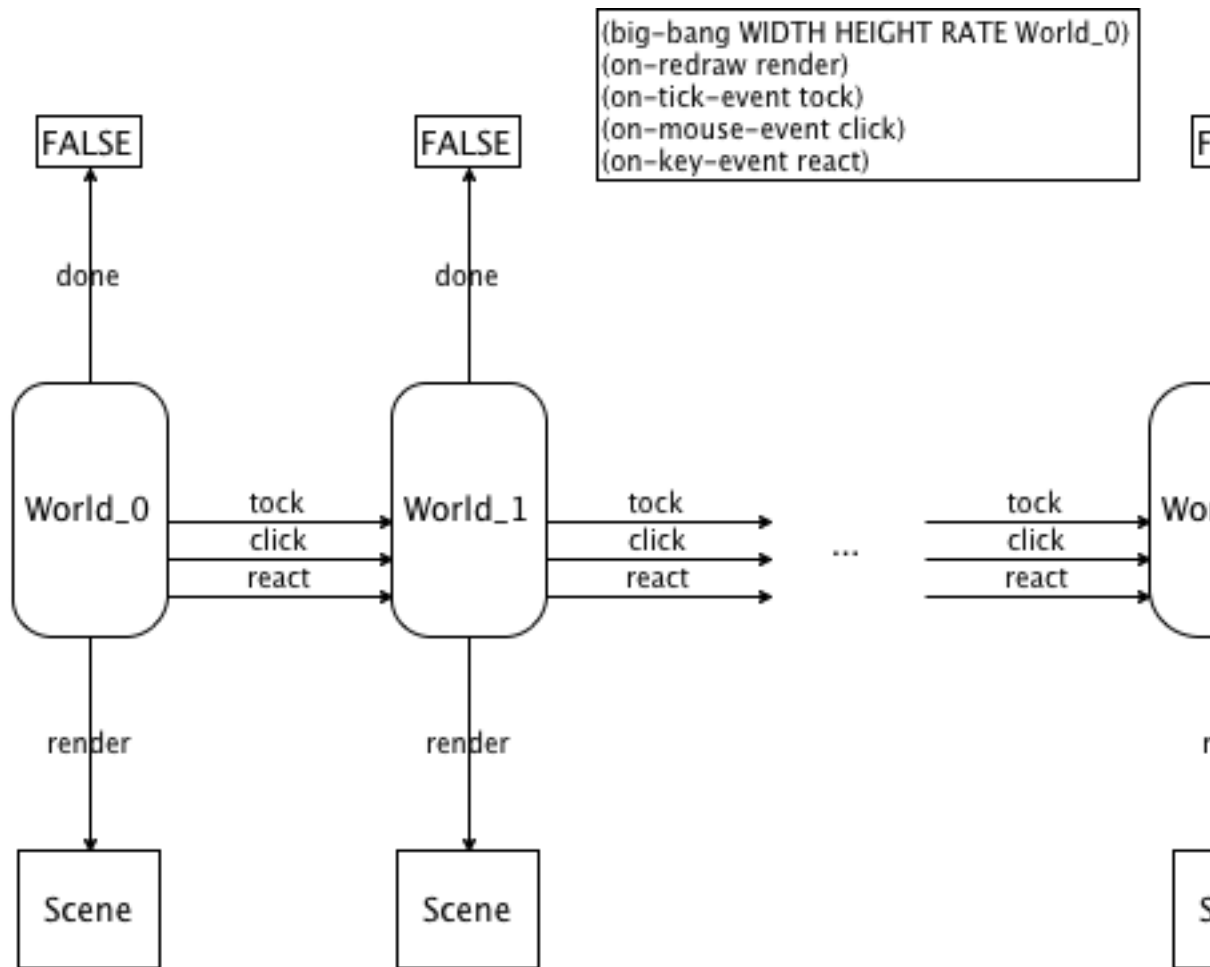 (big-bang WIDTH HEIGHT RATE World_0)
(on-redraw render)
(on-tick-event tock)
(on-mouse-event click)
(on-key-event react)
FALSE
FALSE
done
done
World_0
tock
click
react
World_1
tock
click
react
...
tock
click
react
render
render
Scene
Scene